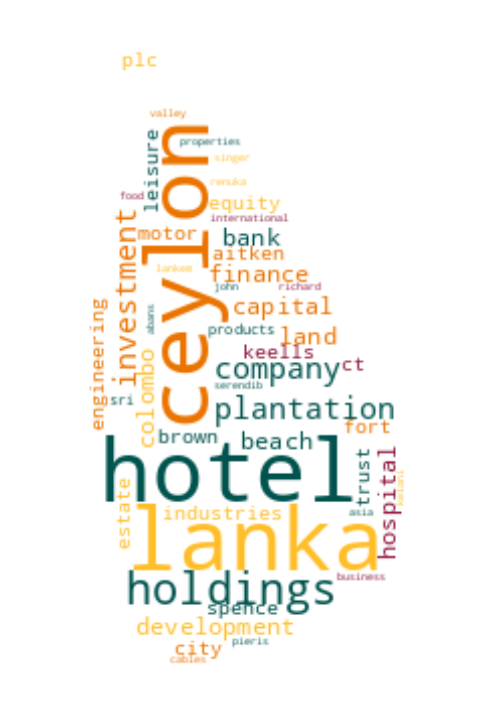 plc
valley
ceylon
leisure
properties
singer
renuka
food
equity
international
investment
motor
bank
aitken
lankem
finance
john
richard
engineering
abans
capital
products
land
colombo
keells
company
ct
serendib
sri
plantation
fort
brown
beach
hotel
trust
hospital
kelani
estate
lanka
industries
asia
holdings
business
spence
development
pieris
city
cables